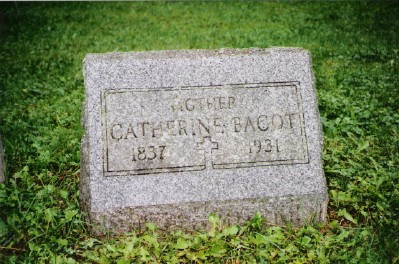 MOTHER
CATHERINE BAGOT
1837 1931